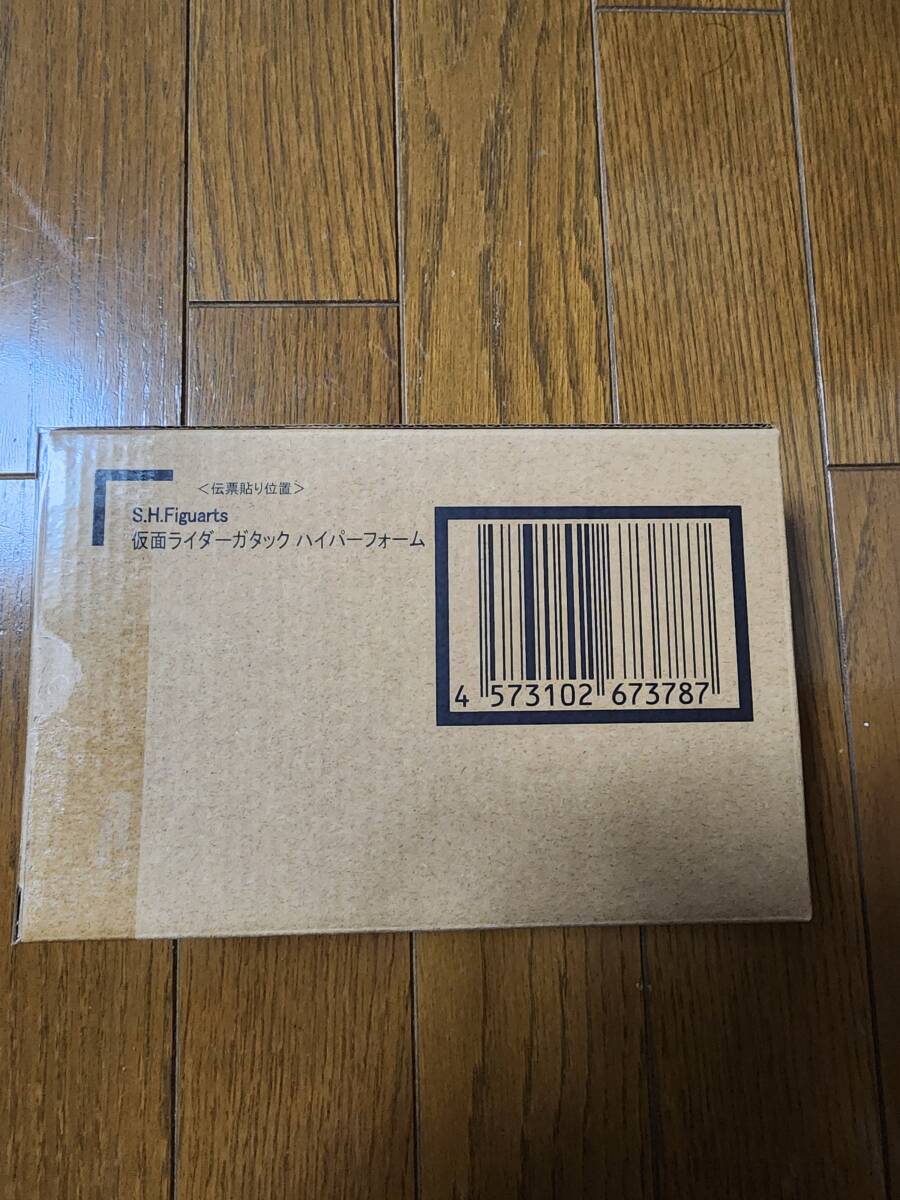 ＜伝票貼り位置＞
S.H.Figuarts
仮面ライダーガタック ハイパーフォーム
4 573102 673787